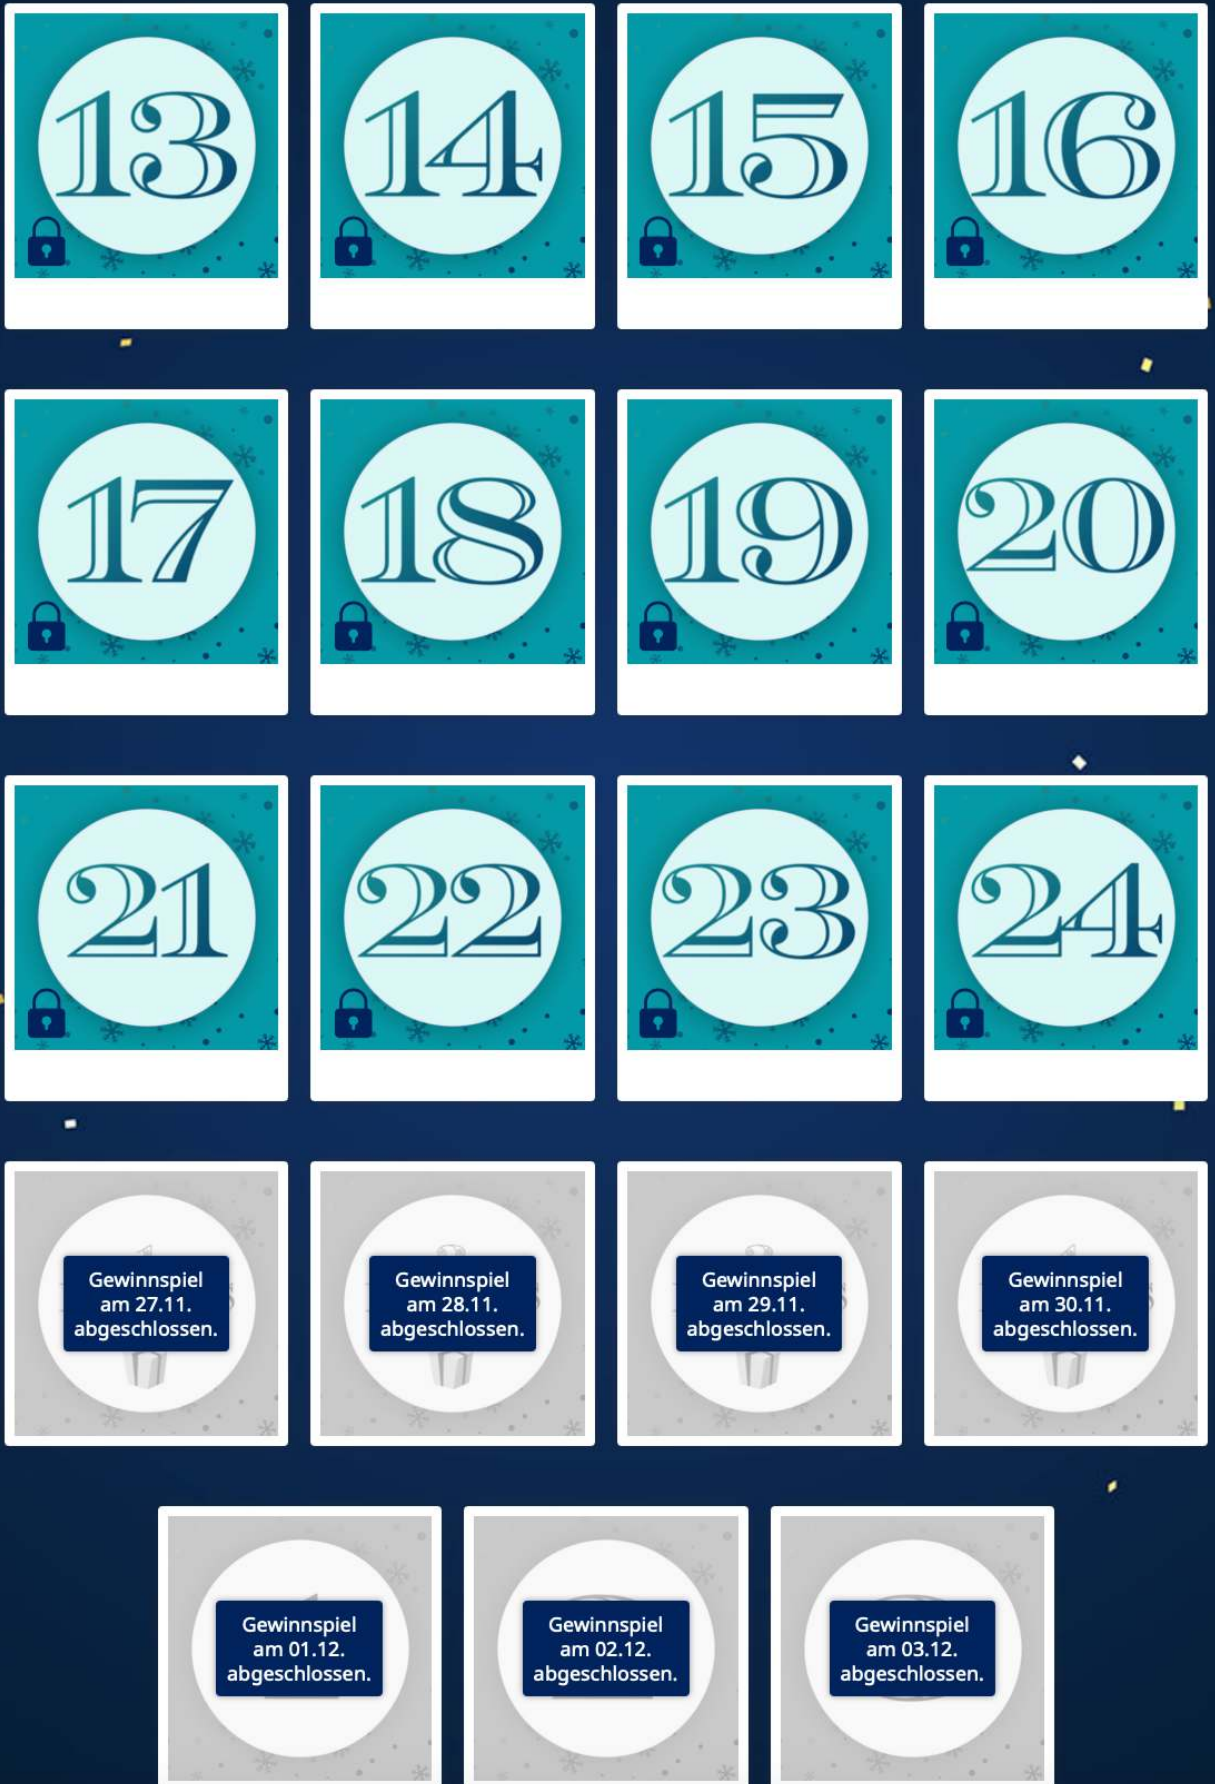 13
14
15
16
17
18
19
20
21
22
23
24
Gewinnspiel
am 27.11.
abgeschlossen.
Gewinnspiel
am 28.11.
abgeschlossen.
Gewinnspiel
am 29.11.
abgeschlossen.
Gewinnspiel
am 30.11.
abgeschlossen.
Gewinnspiel
am 01.12.
abgeschlossen.
Gewinnspiel
am 02.12.
abgeschlossen.
Gewinnspiel
am 03.12.
abgeschlossen.